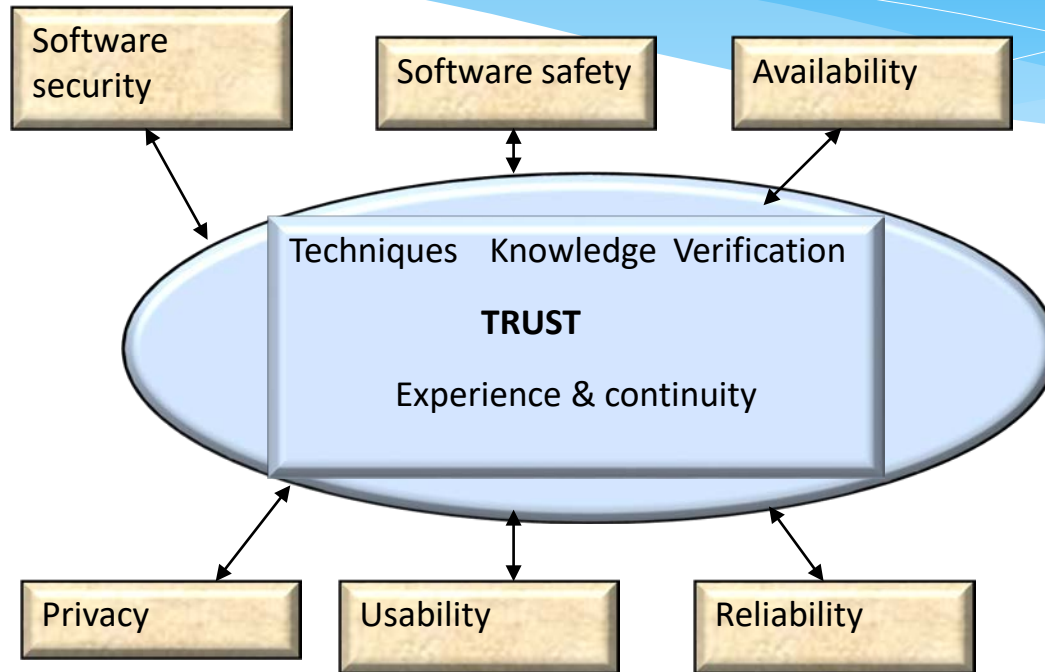 Software
security
Software safety
Availability
Techniques Knowledge Verification
TRUST
Experience & continuity
Privacy
Usability
Reliability